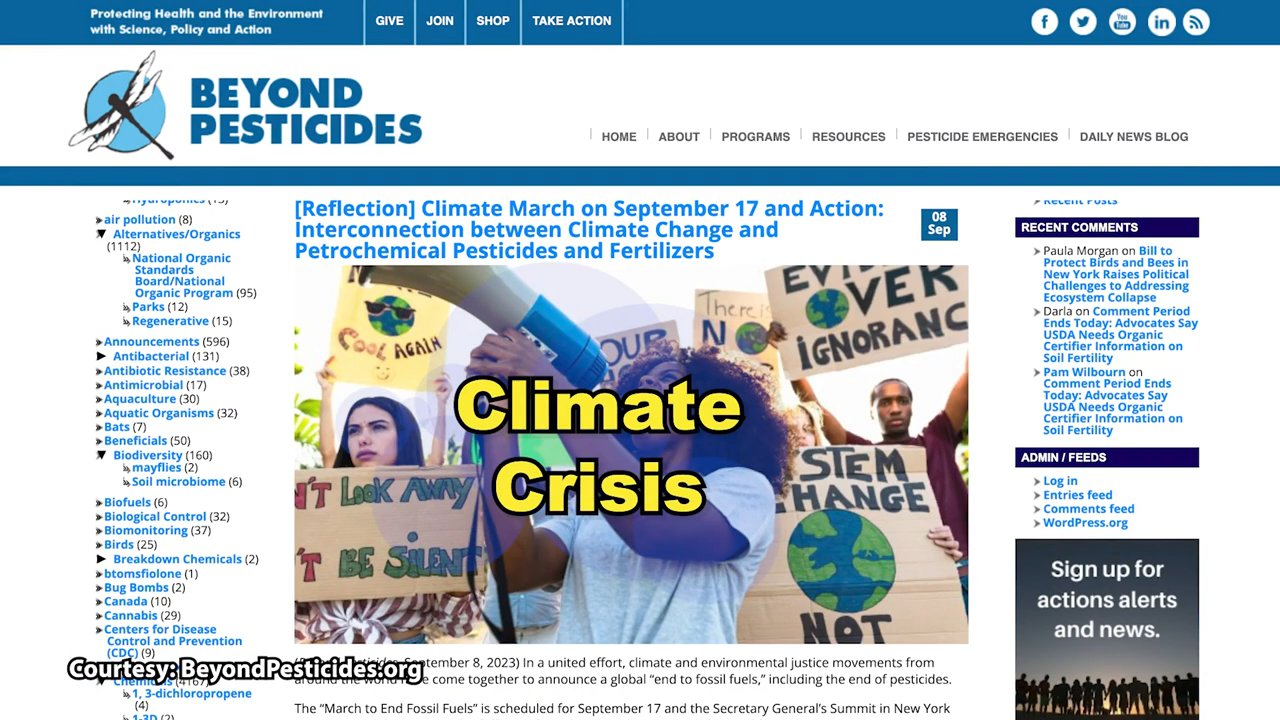 Protecting Health and the Environment
with Science, Policy and Action
GIVE
JOIN
SHOP
TAKE ACTION
BEYOND
PESTICIDES
HOME
ABOUT
PROGRAMS
RESOURCES
PESTICIDE EMERGENCIES
DAILY NEWS BLOG
air pollution (8)
Alternatives/Organics
(1112)
National Organic
Standards
Board/National
Organic Program (95)
Parks (12)
Regenerative (15)
Announcements (596)
Antibacterial (131)
Antibiotic Resistance (38)
Antimicrobial (17)
Aquaculture (30)
Aquatic Organisms (32)
Bats (7)
Beneficials (50)
Biodiversity (160)
mayflies (2)
Soil microbiome (6)
Biofuels (6)
Biological Control (32)
Biomonitoring (37)
Birds (25)
Breakdown Chemicals (2)
btomsfiolone (1)
Bug Bombs (2)
Canada (10)
Cannabis (29)
Centers for Disease
Control and Prevention
(CDC) (9)
1, 3-dichloropropene
(4)
[Reflection] Climate March on September 17 and Action:
Interconnection between Climate Change and
Petrochemical Pesticides and Fertilizers
08
Sep
COOL AGAIN
OUR
There is
NO
EVER
IGNORANC
N'T LOOK AWAY
'T BE SILENT
STEM
CHANGE
NOT
Climate
Crisis
Courtesy: BeyondPesticides.org
September 8, 2023) In a united effort, climate and environmental justice movements from
come together to announce a global “end to fossil fuels,” including the end of pesticides.
The “March to End Fossil Fuels” is scheduled for September 17 and the Secretary General’s Summit in New York
Recent Posts
RECENT COMMENTS
Paula Morgan on Bill to
Protect Birds and Bees in
New York Raises Political
Challenges to Addressing
Ecosystem Collapse
Darla on Comment Period
Ends Today: Advocates Say
USDA Needs Organic
Certifier Information on
Soil Fertility
Pam Wilbourn on
Comment Period Ends
Today: Advocates Say
USDA Needs Organic
Certifier Information on
Soil Fertility
ADMIN / FEEDS
Log in
Entries feed
Comments feed
WordPress.org
Sign up for
actions alerts
and news.